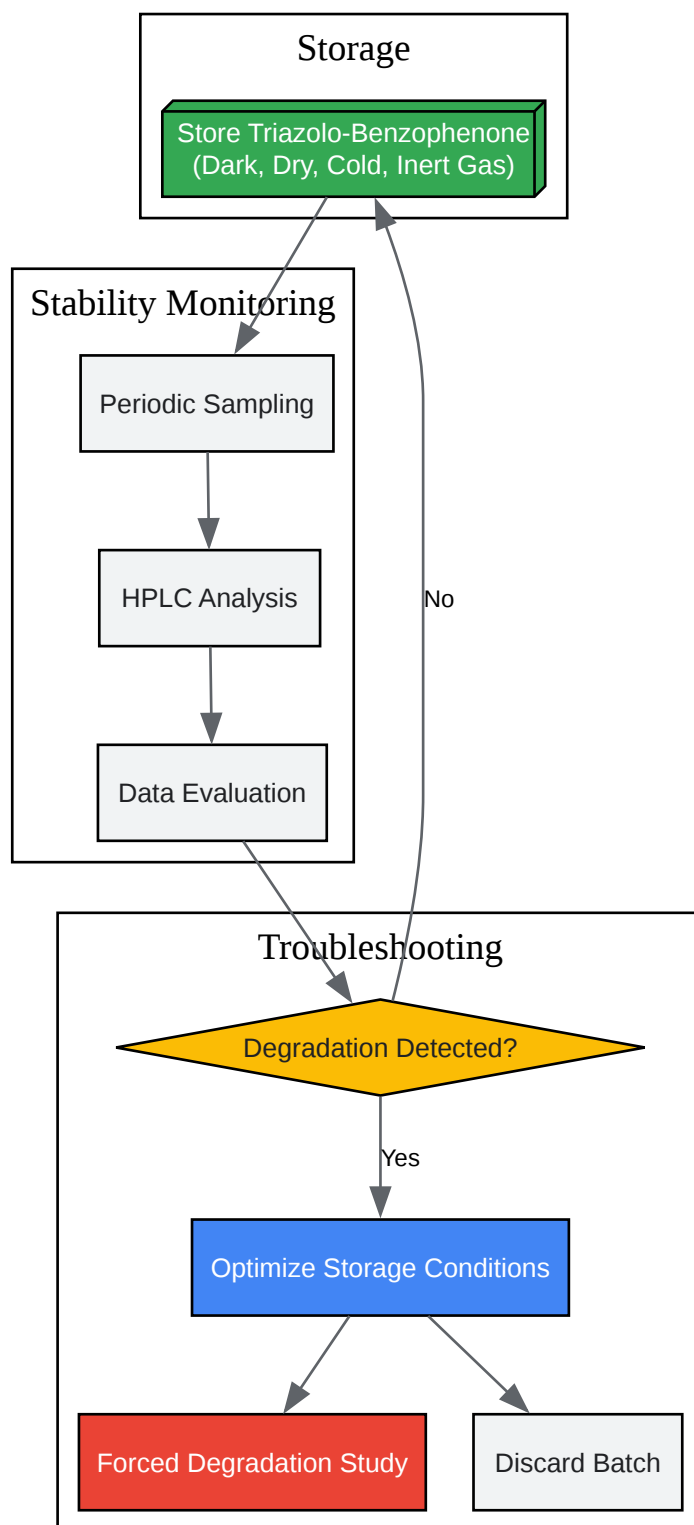 Storage
Store Triazolo-Benzophenone
(Dark, Dry, Cold, Inert Gas)
Stability Monitoring
Periodic Sampling
HPLC Analysis
No
Data Evaluation
Troubleshooting
Degradation Detected?
Yes
Optimize Storage Conditions
Forced Degradation Study
Discard Batch